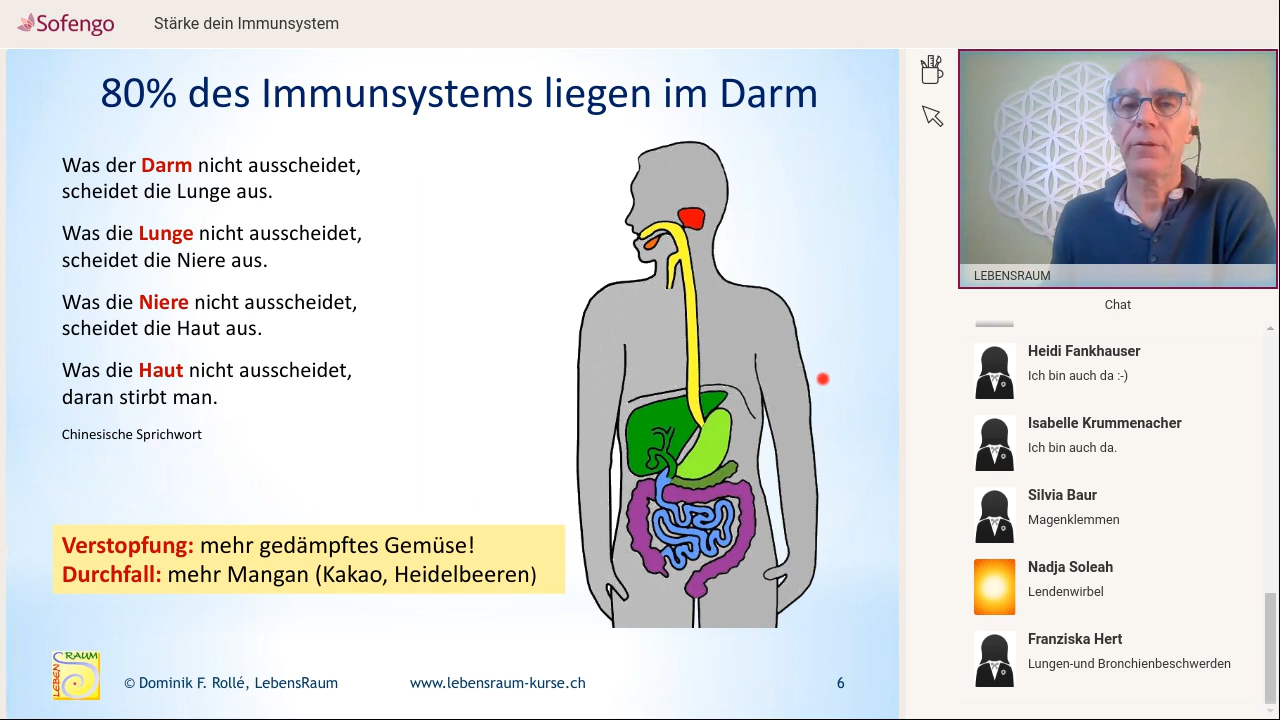 Sofengo
Stärke dein Immunsystem
80% des Immunsystems liegen im Darm
Was der Darm nicht ausscheidet,
scheidet die Lunge aus.
Was die Lunge nicht ausscheidet,
scheidet die Niere aus.
Was die Niere nicht ausscheidet,
scheidet die Haut aus.
Was die Haut nicht ausscheidet,
daran stirbt man.
Chinesische Sprichwort
Verstopfung: mehr gedämpftes Gemüse!
Durchfall: mehr Mangan (Kakao, Heidelbeeren)
LEBENS RAUM
© Dominik F. Rollé, LebensRaum
www.lebensraum-kurse.ch
6
LEBENSRAUM
Chat
Heidi Fankhauser
Ich bin auch da :-)
Isabelle Krummenacher
Ich bin auch da.
Silvia Baur
Magenklemmen
Nadja Soleah
Lendenwirbel
Franziska Hert
Lungen-und Bronchienbeschwerden